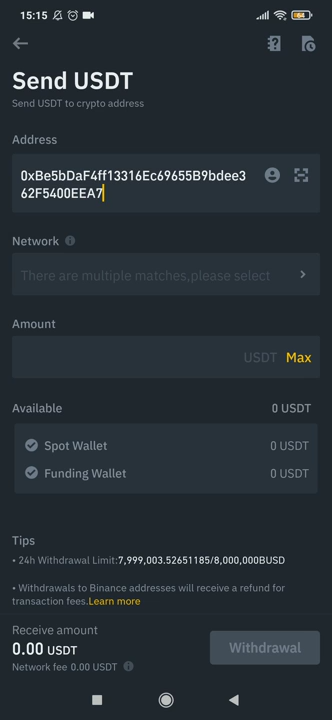 15:15
Send USDT
Send USDT to crypto address
Address
0xBe5bDaF4ff13316Ec69655B9bdee3
62F5400EEA7
Network
There are multiple matches,please select
Amount
USDT Max
Available 0 USDT
Spot Wallet 0 USDT
Funding Wallet 0 USDT
Tips
• 24h Withdrawal Limit:7,999,003.52651185/8,000,000BUSD
• Withdrawals to Binance addresses will receive a refund for
transaction fees.Learn more
Receive amount
0.00 USDT
Network fee 0.00 USDT
Withdrawal